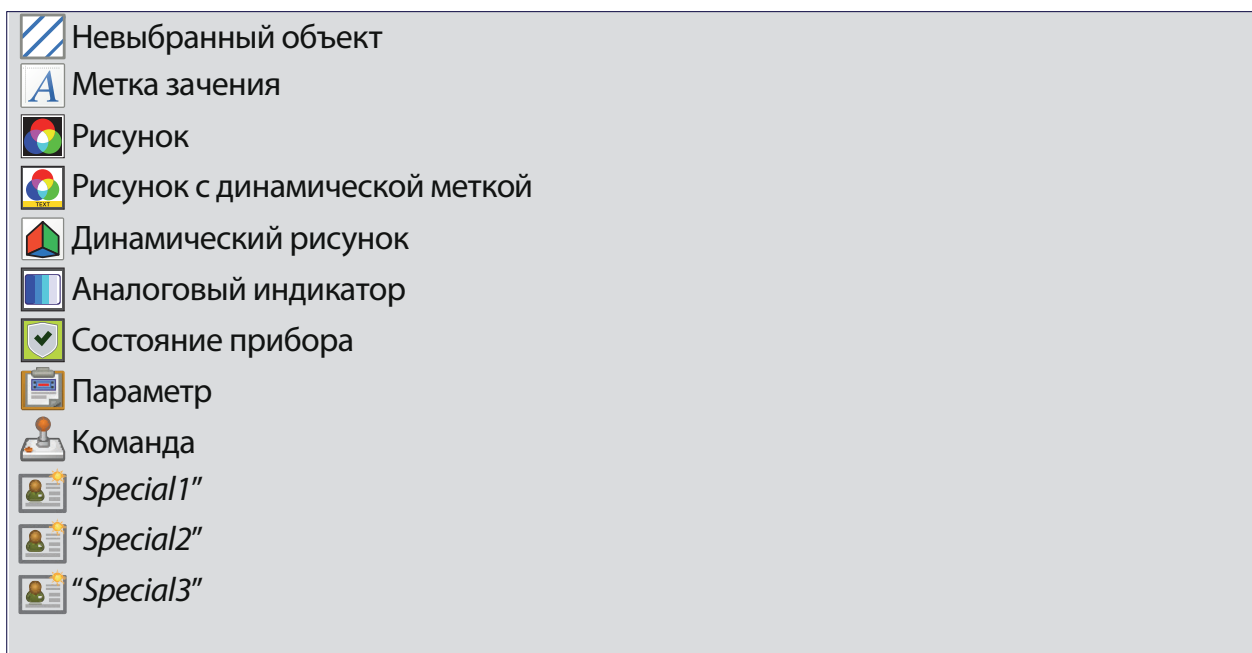 Невыбранный объект
Метка зачения
Рисунок
Рисунок с динамической меткой
TEXT
Динамический рисунок
Аналоговый индикатор
Состояние прибора
Параметр
Команда
“Special1”
“Special2”
“Special3”